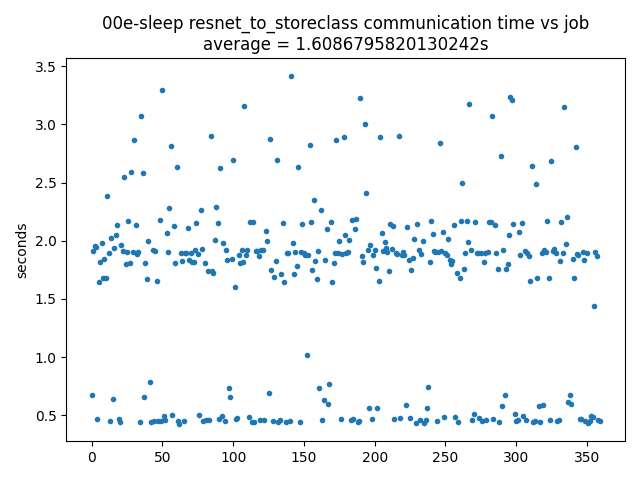 00e-sleep resnet_to_storeclass communication time vs job
average = 1.6086795820130242s
3.5
3.0
2.5
2.0
1.5
1.0
0.5
seconds
0 50 100 150 200 250 300 350